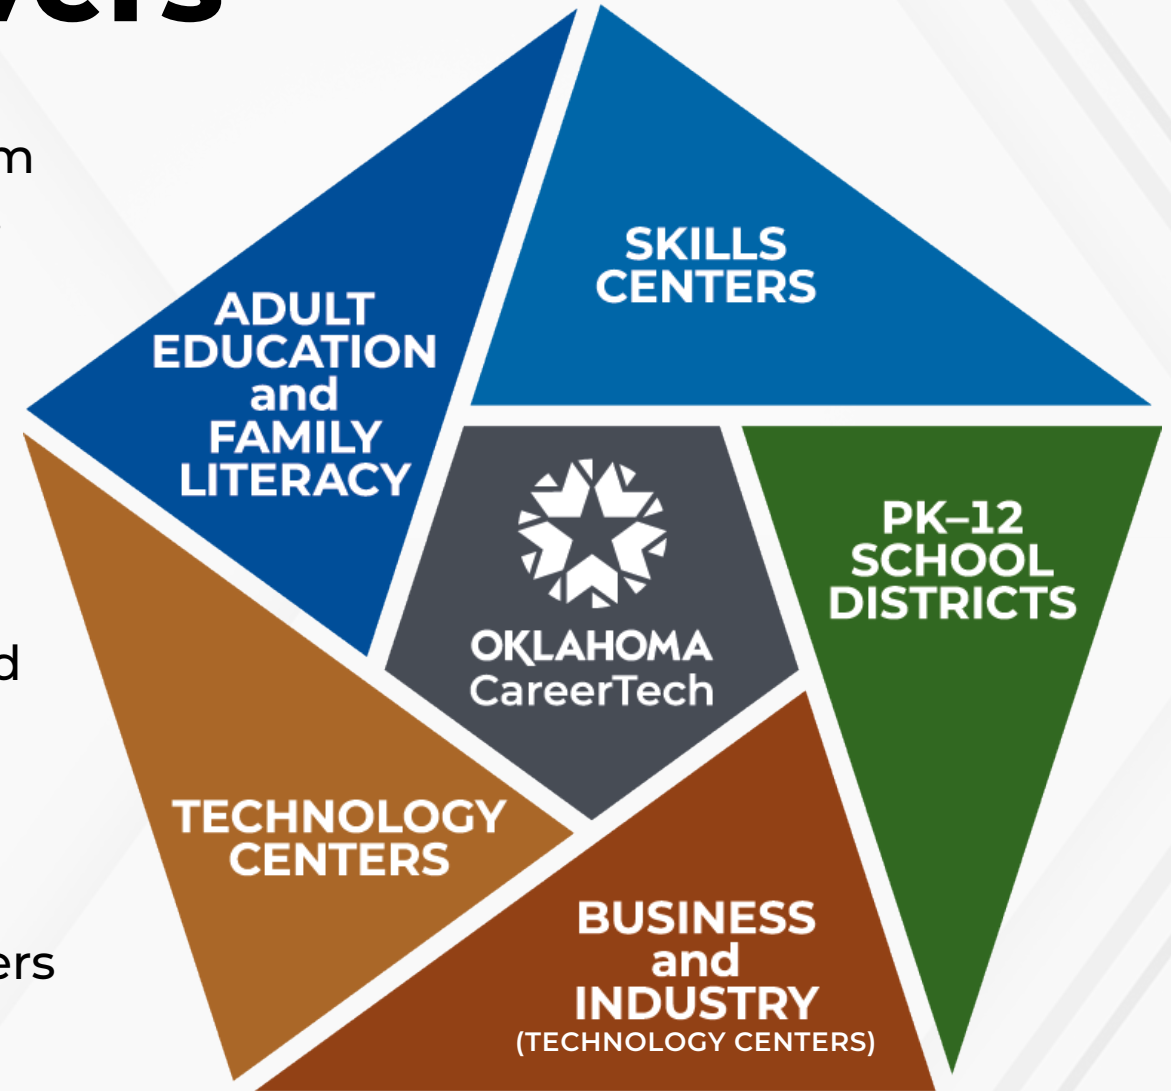 SKILLS
CENTERS
ADULT
EDUCATION
and
FAMILY
LITERACY
PK–12
SCHOOL
DISTRICTS
OKLAHOMA
CareerTech
TECHNOLOGY
CENTERS
BUSINESS
and
INDUSTRY
(TECHNOLOGY CENTERS)